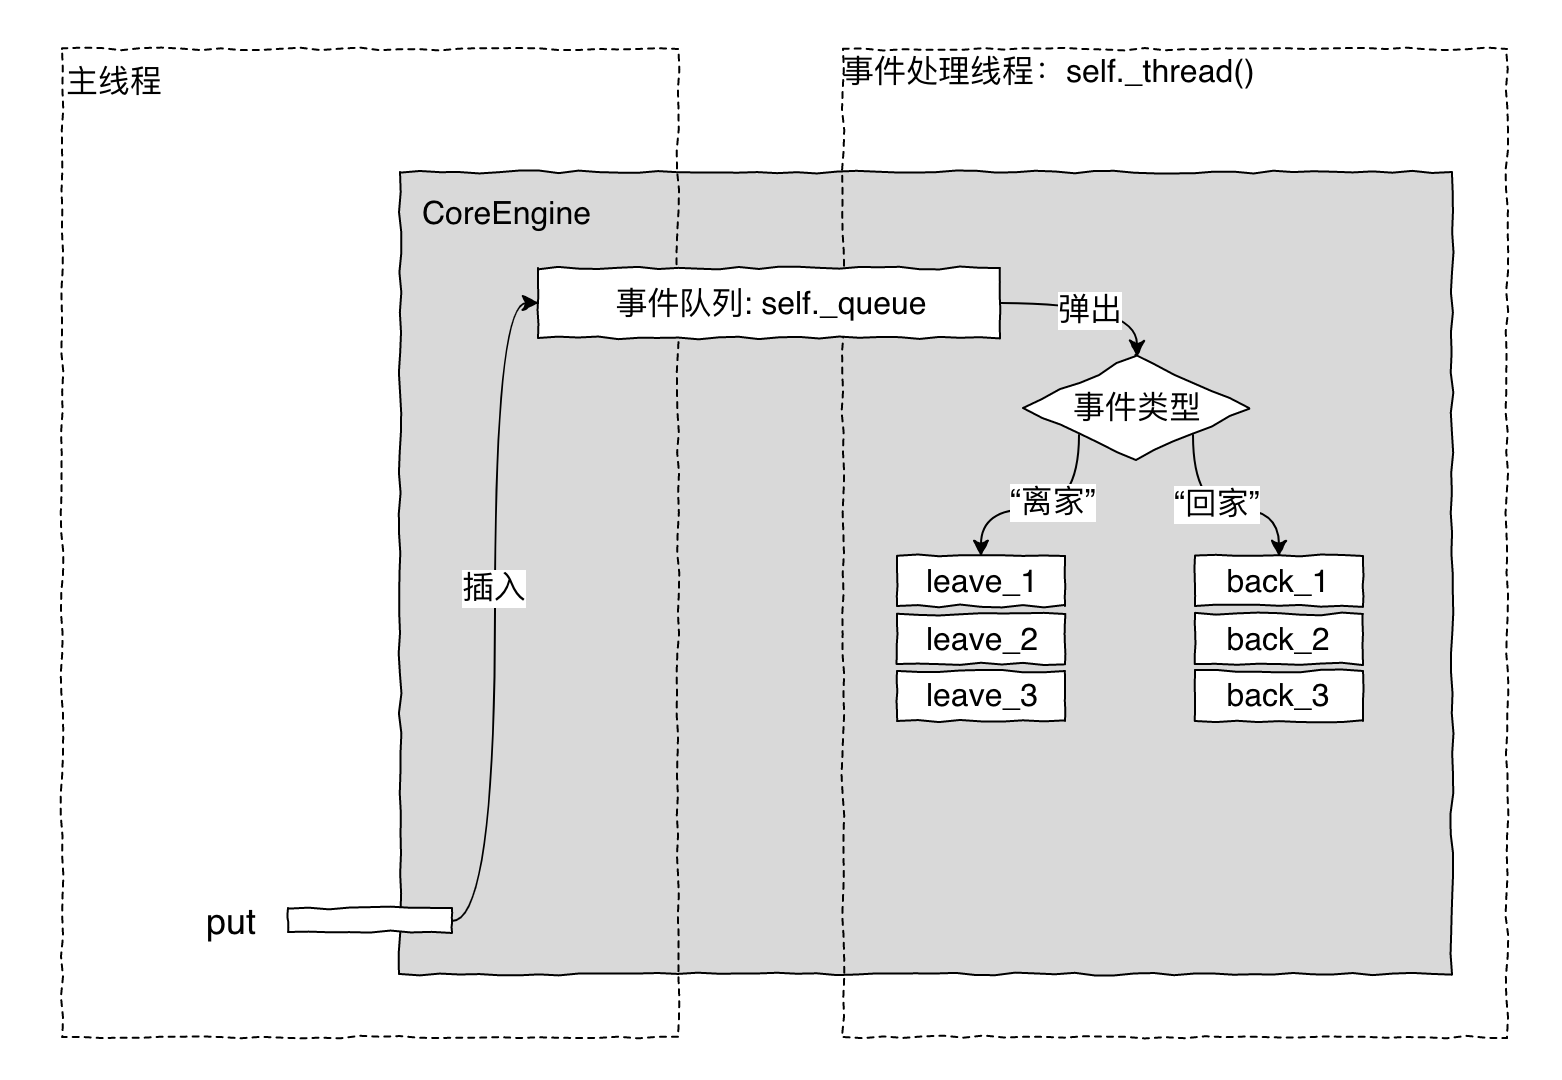 主线程
事件处理线程：self._thread()
CoreEngine
事件队列: self._queue
弹出
事件类型
“离家”
“回家”
leave_1
back_1
插入
leave_2
back_2
leave_3
back_3
put